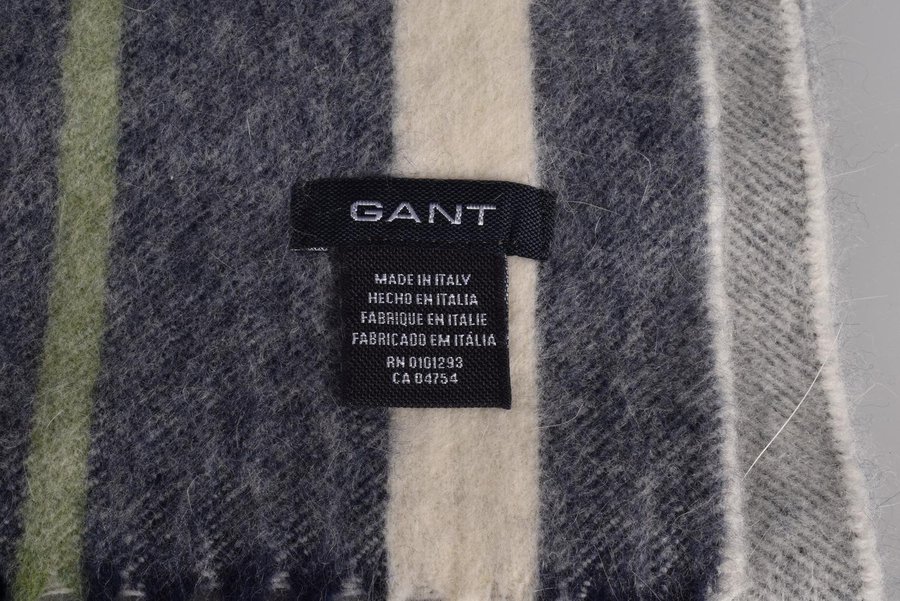 GANT
MADE IN ITALY
HECHO EN ITALIA
FABRIQUE EN ITALIE
FABRICADO EM ITÁLIA
RN 0101293
CA 04754